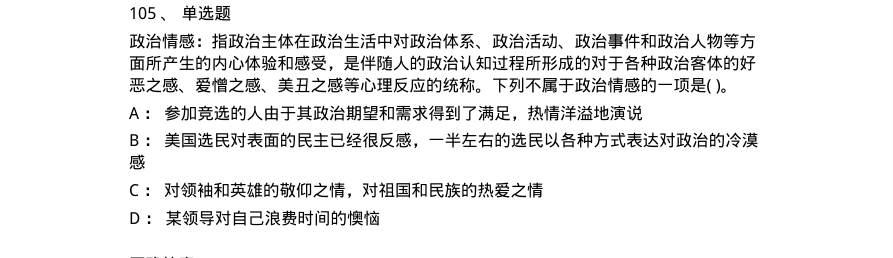 105 、 单选题
政治情感：指政治主体在政治生活中对政治体系、政治活动、政治事件和政治人物等方
面所产生的内心体验和感受，是伴随人的政治认知过程所形成的对于各种政治客体的好
恶之感、爱憎之感、美丑之感等心理反应的统称。下列不属于政治情感的一项是( )。
A ： 参加竞选的人由于其政治期望和需求得到了满足，热情洋溢地演说
B ： 美国选民对表面的民主已经很反感，一半左右的选民以各种方式表达对政治的冷漠
感
C ： 对领袖和英雄的敬仰之情，对祖国和民族的热爱之情
D ： 某领导对自己浪费时间的懊恼